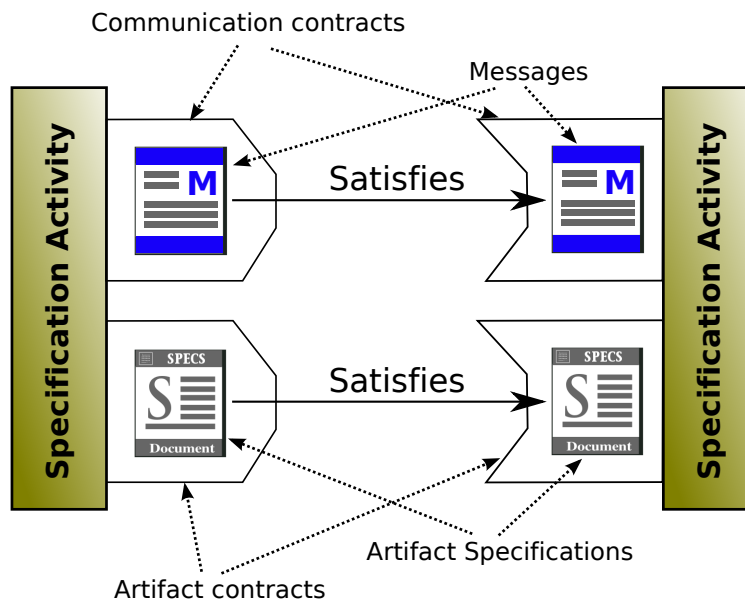 Communication contracts
Messages
Specification Activity
M
Satisfies
M
Specification Activity
SPECS
S
Document
Satisfies
SPECS
S
Document
Artifact Specifications
Artifact contracts